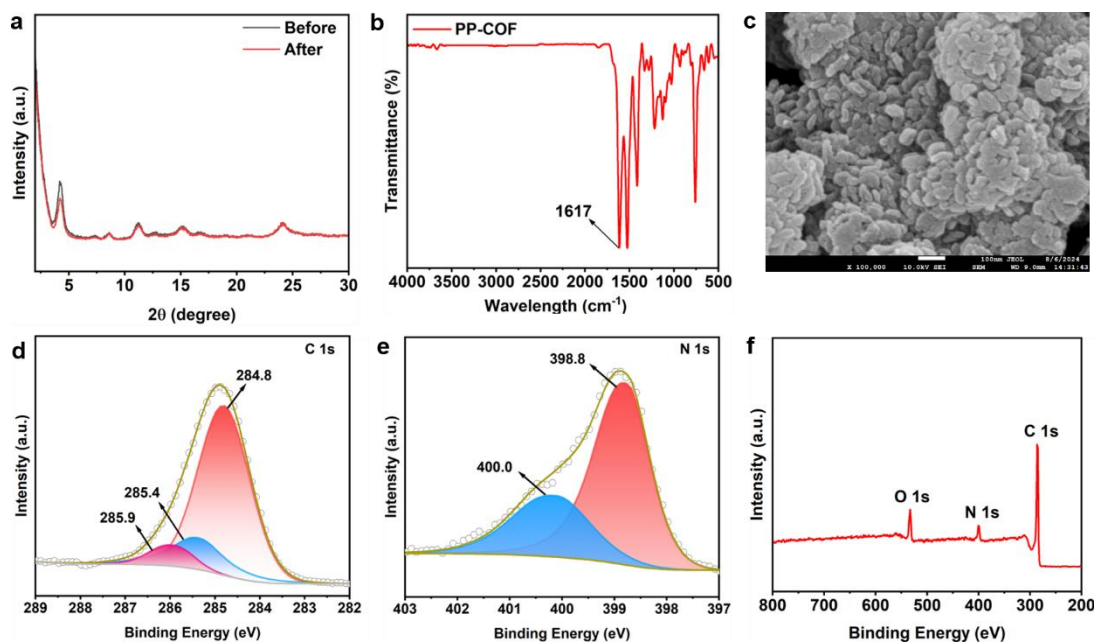 a
Before
After
Intensity (a.u.)
5 10 15 20 25 30
2θ (degree)
b
PP-COF
1617
Transmittance (%)
4000 3500 3000 2500 2000 1500 1000 500
Wavelength (cm⁻¹)
c
100nm JEOL 8/6/2024
X 100,000 10.0kV SEI SEM WD 9.0mm 14:31:43
d
C 1s
284.8
285.4
285.9
Intensity (a.u.)
289 288 287 286 285 284 283 282
Binding Energy (eV)
e
N 1s
398.8
400.0
Intensity (a.u.)
403 402 401 400 399 398 397
Binding Energy (eV)
f
C 1s
O 1s
N 1s
Intensity (a.u.)
800 700 600 500 400 300 200
Binding Energy (eV)